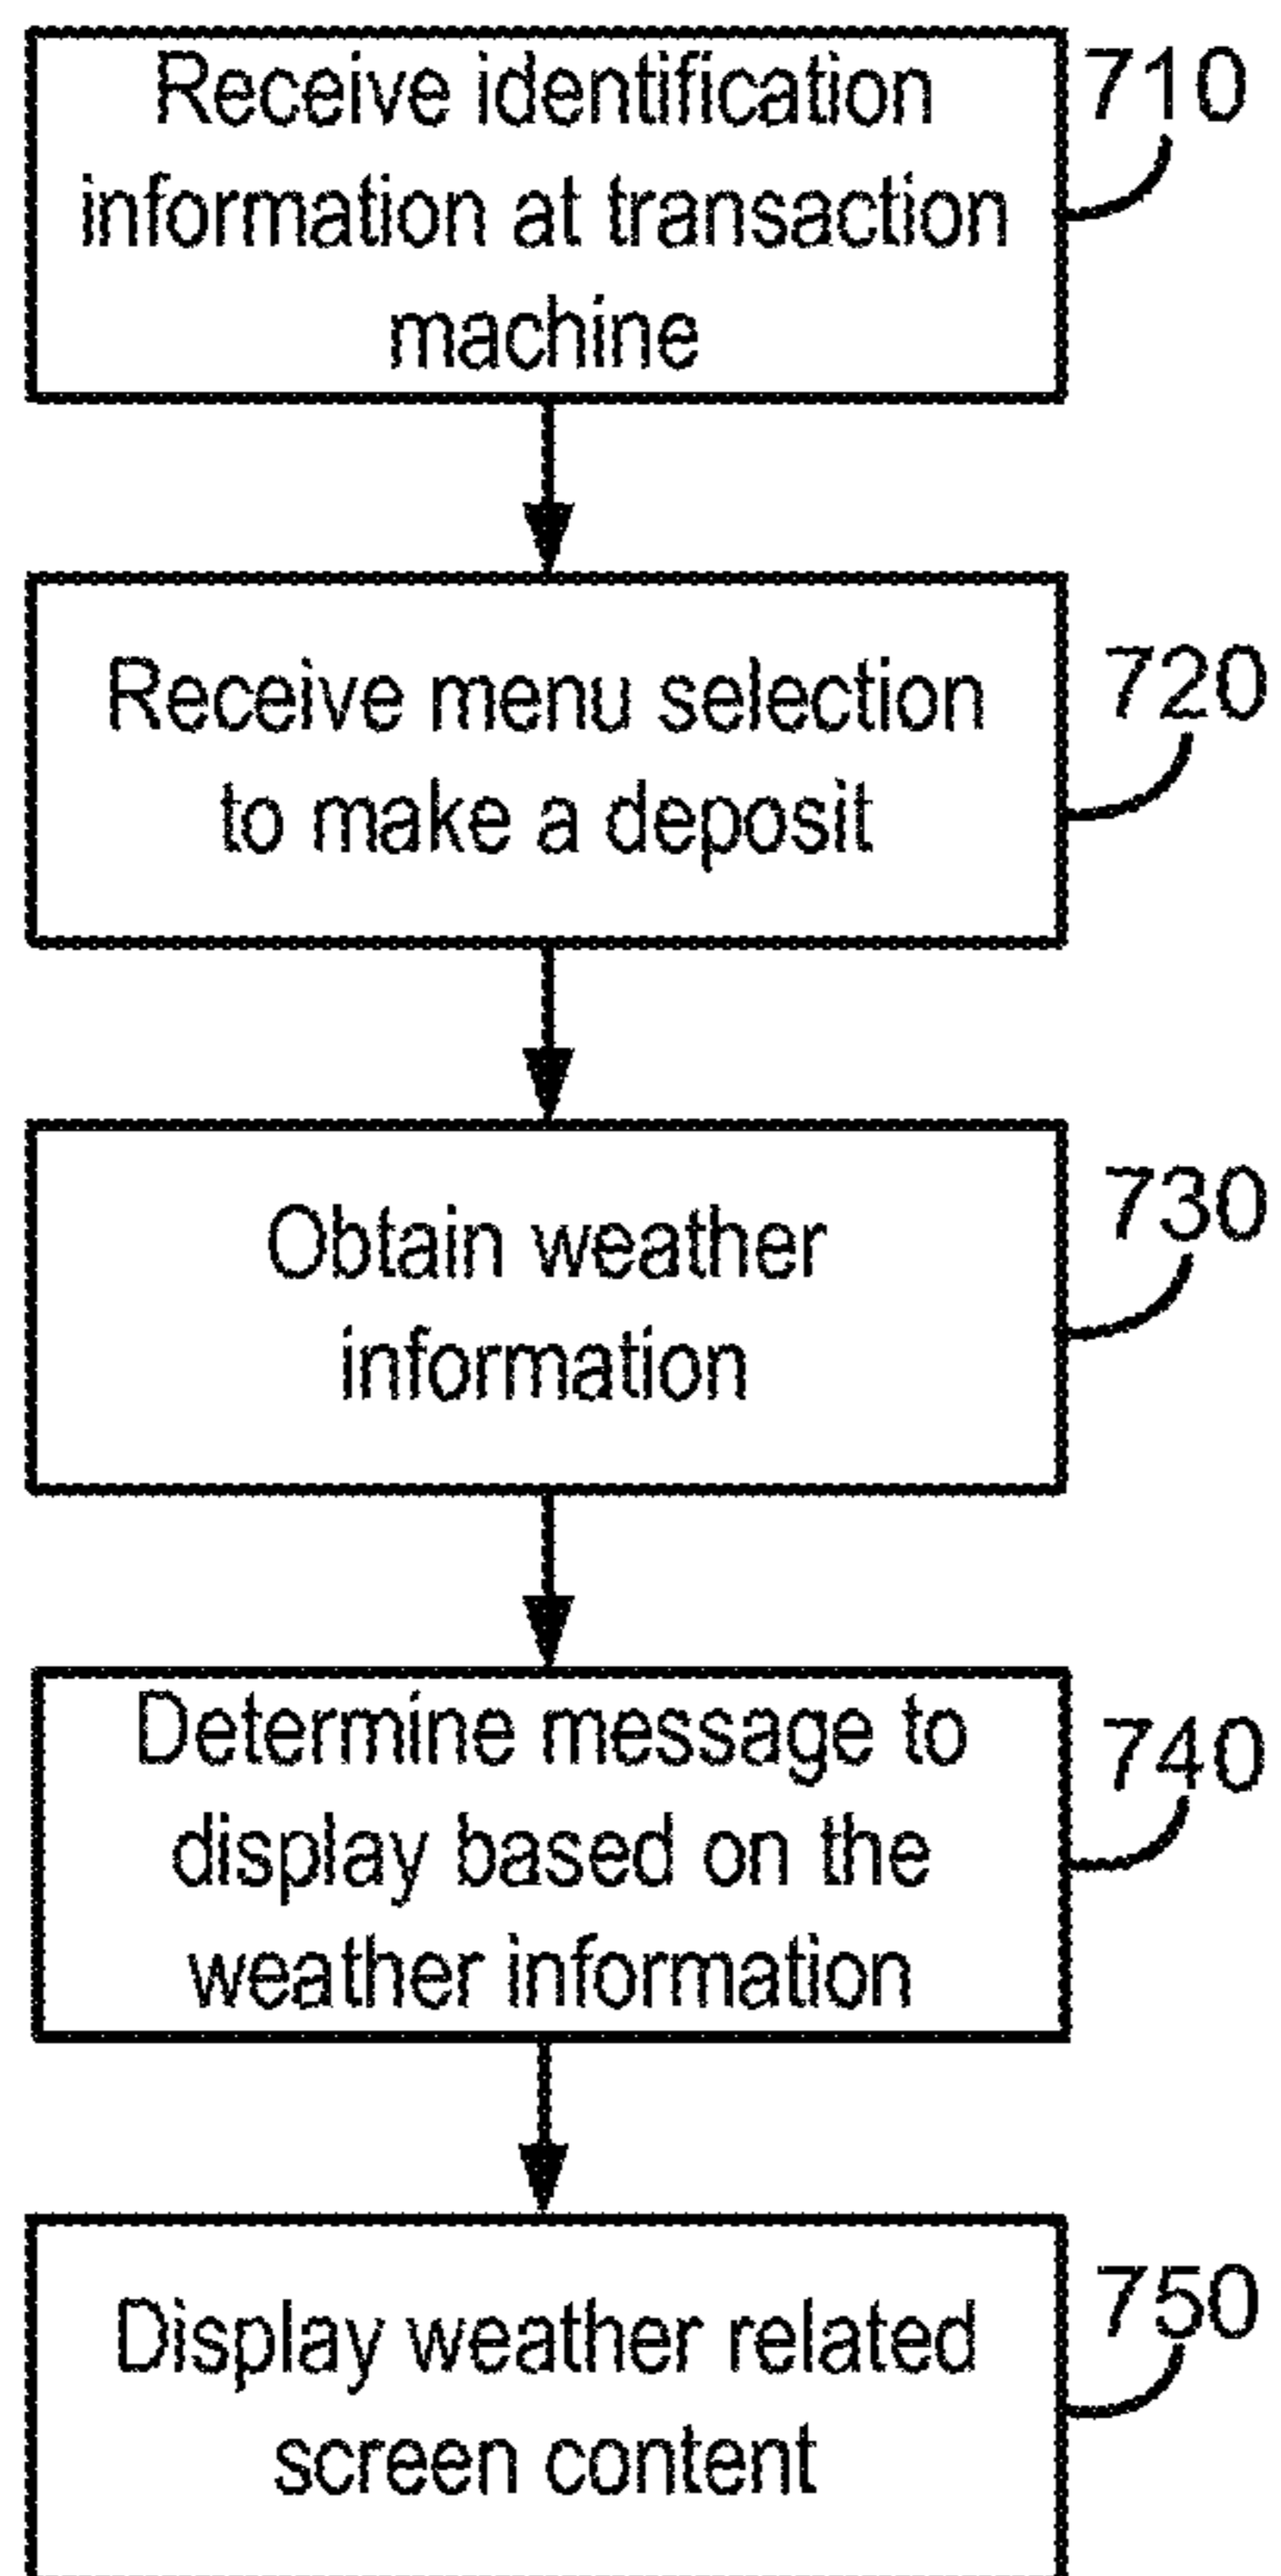 Receive identification
information at transaction
machine
710
Receive menu selection
to make a deposit
720
Obtain weather
information
730
Determine message to
display based on the
weather information
740
Display weather related
screen content
750